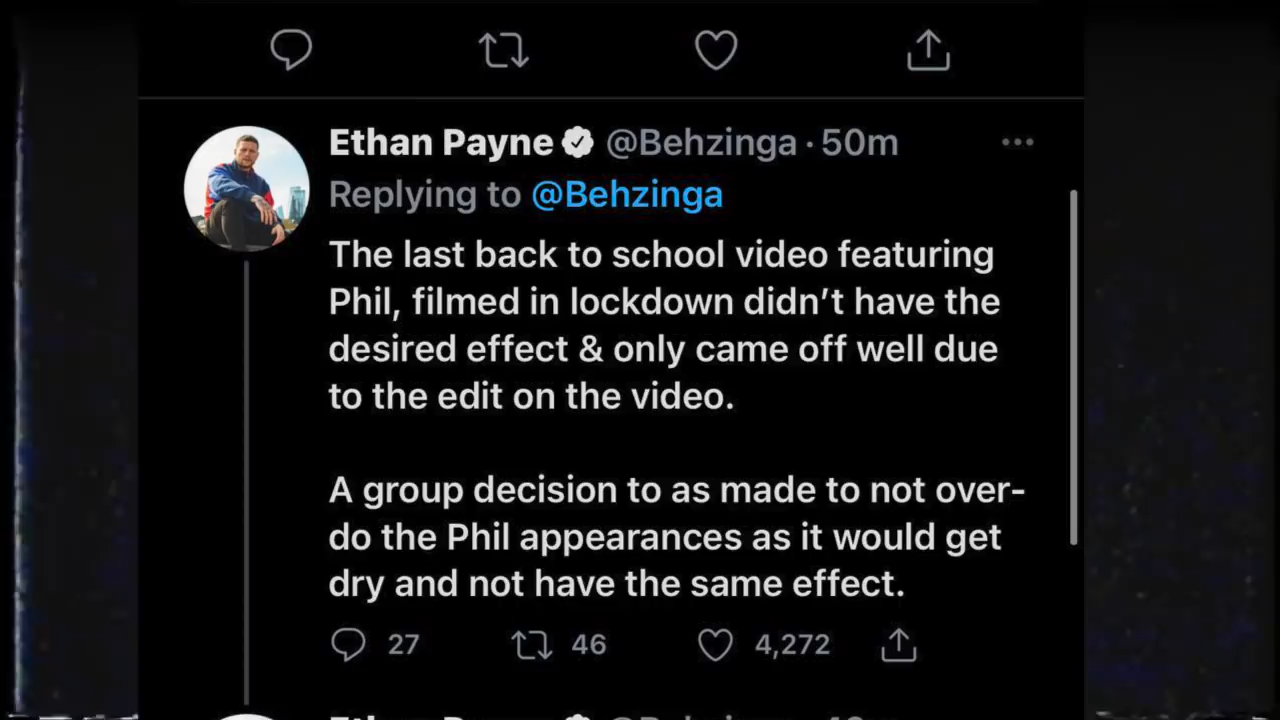 Ethan Payne @Behzinga · 50m
Replying to @Behzinga
The last back to school video featuring
Phil, filmed in lockdown didn’t have the
desired effect & only came off well due
to the edit on the video.
A group decision to as made to not over-
do the Phil appearances as it would get
dry and not have the same effect.
27 46 4,272